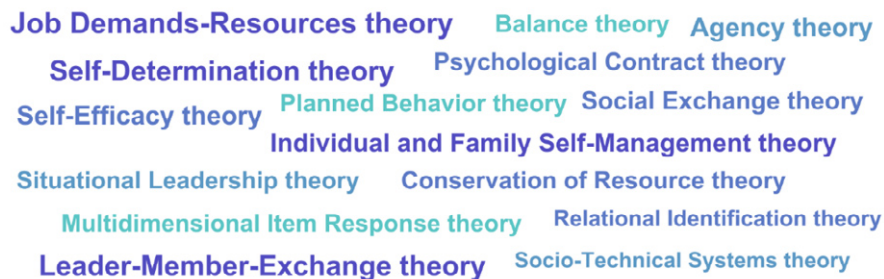 Job Demands-Resources theory
Balance theory
Agency theory
Self-Determination theory
Psychological Contract theory
Self-Efficacy theory
Planned Behavior theory
Social Exchange theory
Individual and Family Self-Management theory
Situational Leadership theory
Conservation of Resource theory
Multidimensional Item Response theory
Relational Identification theory
Leader-Member-Exchange theory
Socio-Technical Systems theory